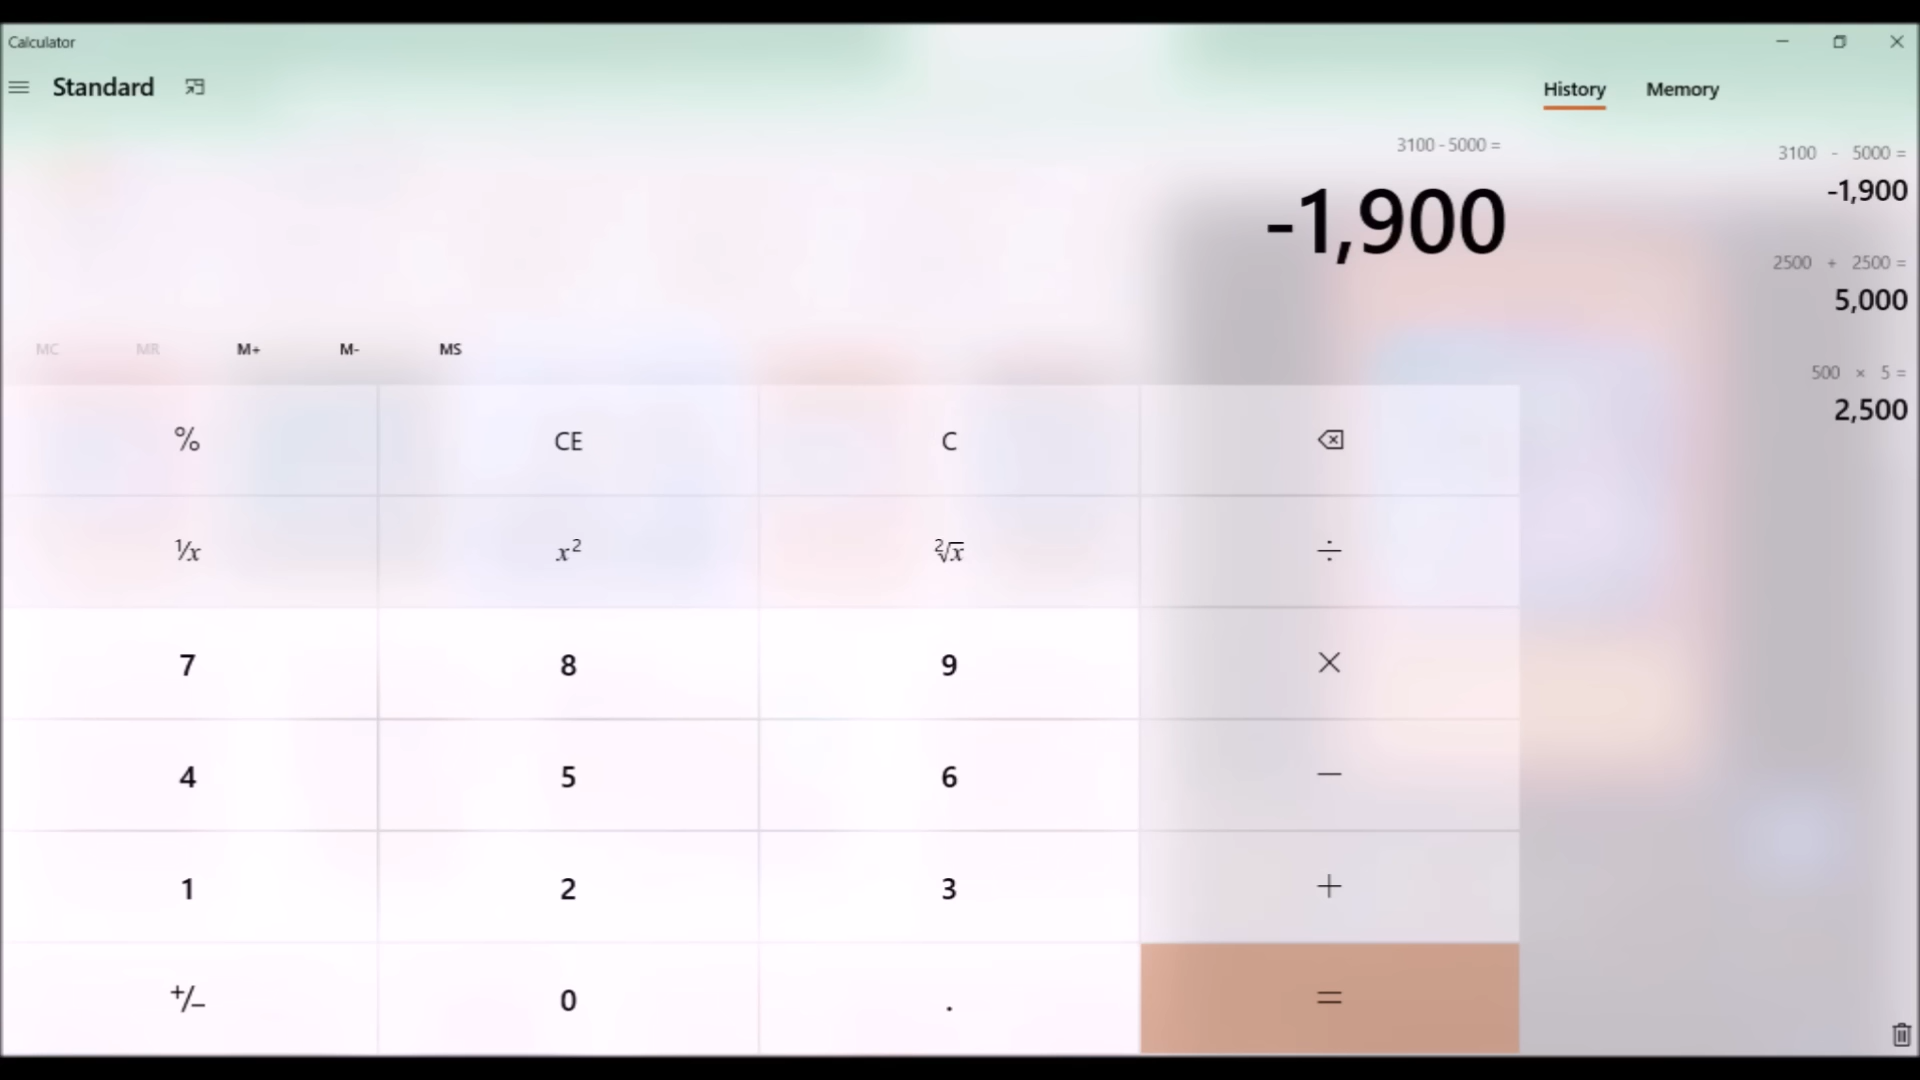 Calculator
Standard
History
Memory
3100 - 5000 =
-1,900
3100 - 5000 =
-1,900
2500 + 2500 =
5,000
500 × 5 =
2,500
MC MR M+ M- MS
% CE C
¹/x x² ²√x ÷
7 8 9 ×
4 5 6 −
1 2 3 +
+/− 0 . =